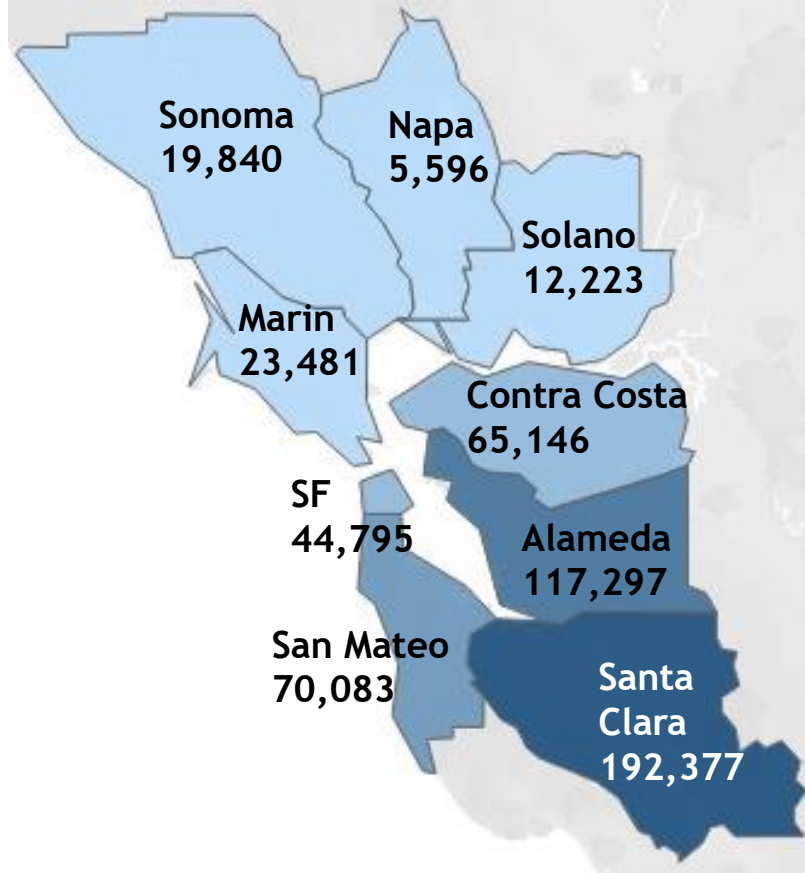 Sonoma
19,840
Napa
5,596
Solano
12,223
Marin
23,481
Contra Costa
65,146
SF
44,795
Alameda
117,297
San Mateo
70,083
Santa
Clara
192,377